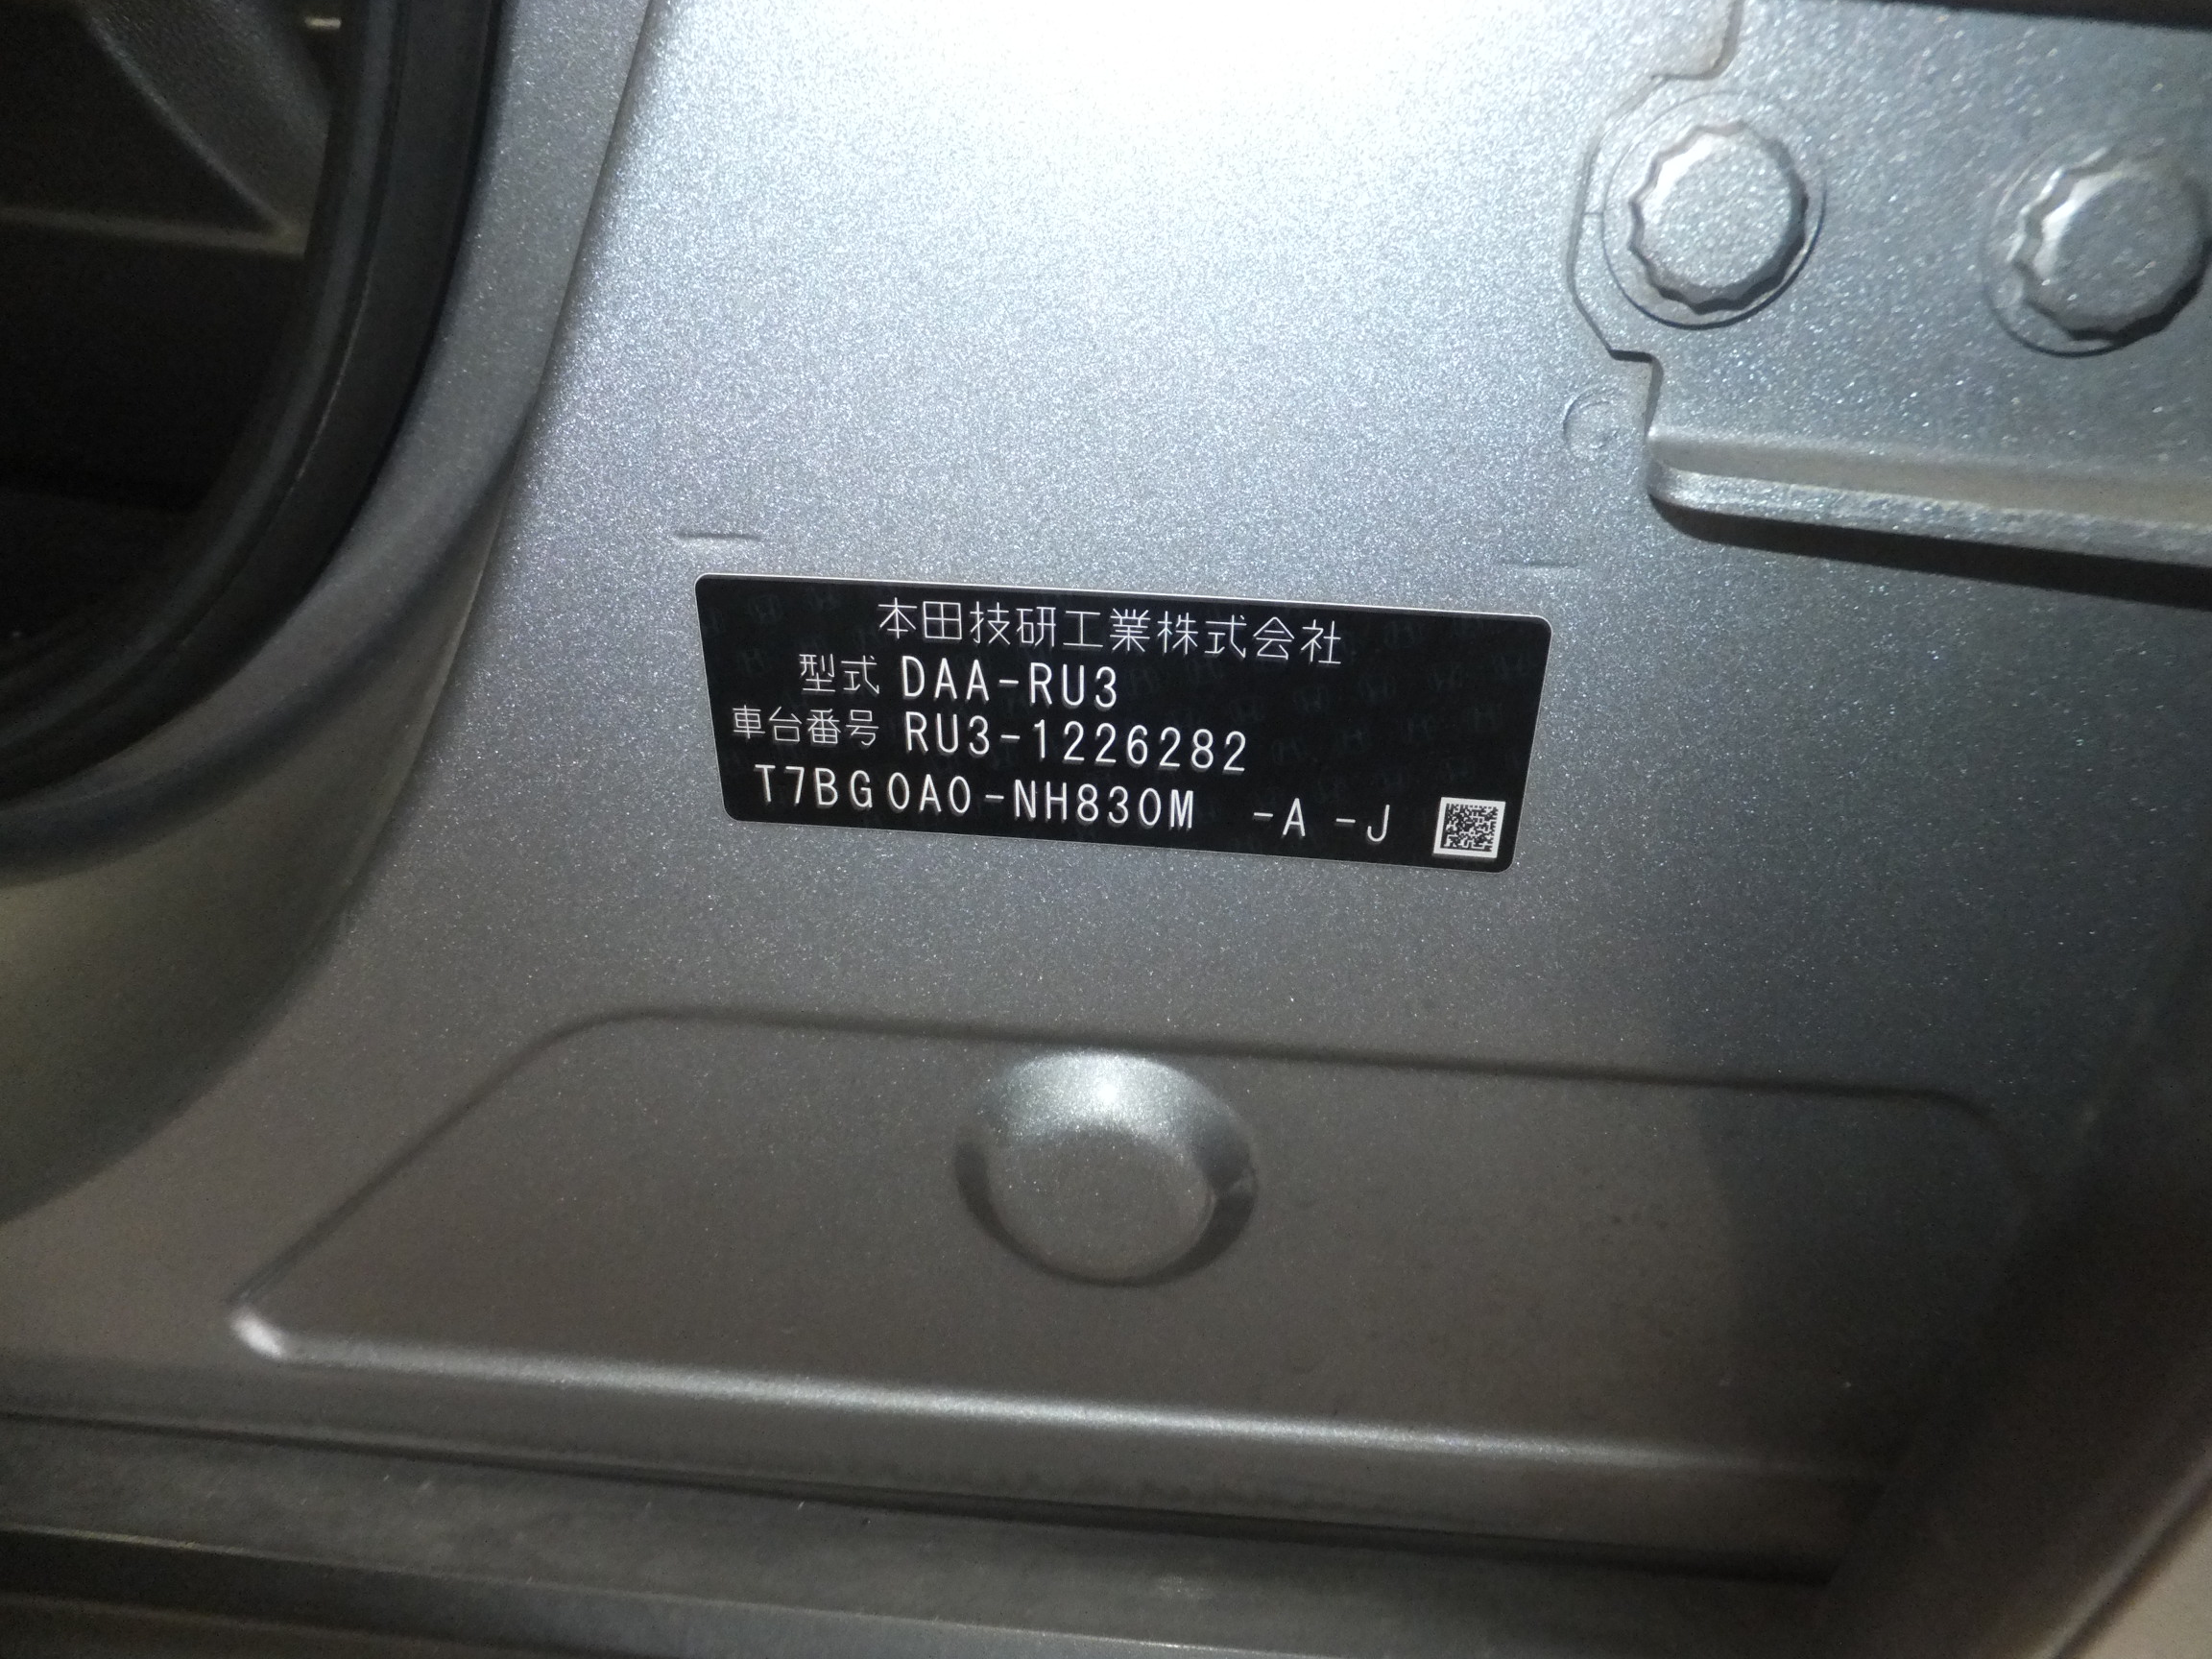 本田技研工業株式会社
型式 DAA-RU3
車台番号 RU3-1226282
T7BG0A0-NH830M -A -J